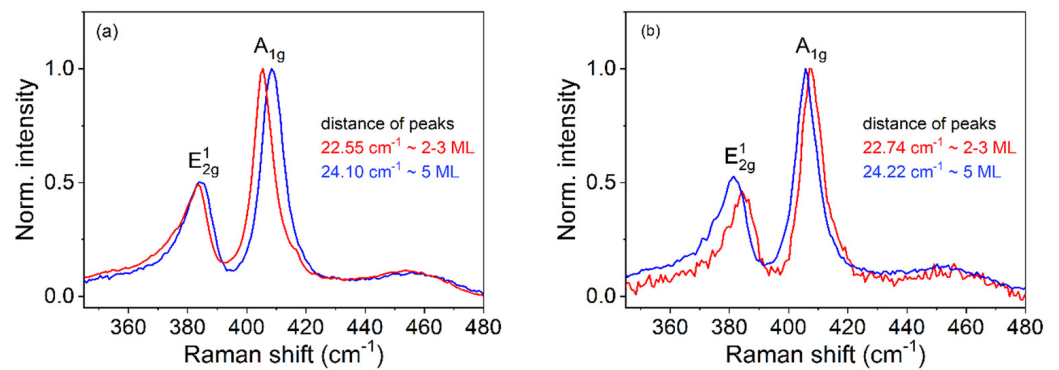 (a)
A1g
E¹2g
distance of peaks
22.55 cm⁻¹ ~ 2-3 ML
24.10 cm⁻¹ ~ 5 ML
Norm. intensity
1.0
0.5
0.0
360 380 400 420 440 460 480
Raman shift (cm⁻¹)
(b)
A1g
E¹2g
distance of peaks
22.74 cm⁻¹ ~ 2-3 ML
24.22 cm⁻¹ ~ 5 ML
Norm. intensity
1.0
0.5
0.0
360 380 400 420 440 460 480
Raman shift (cm⁻¹)